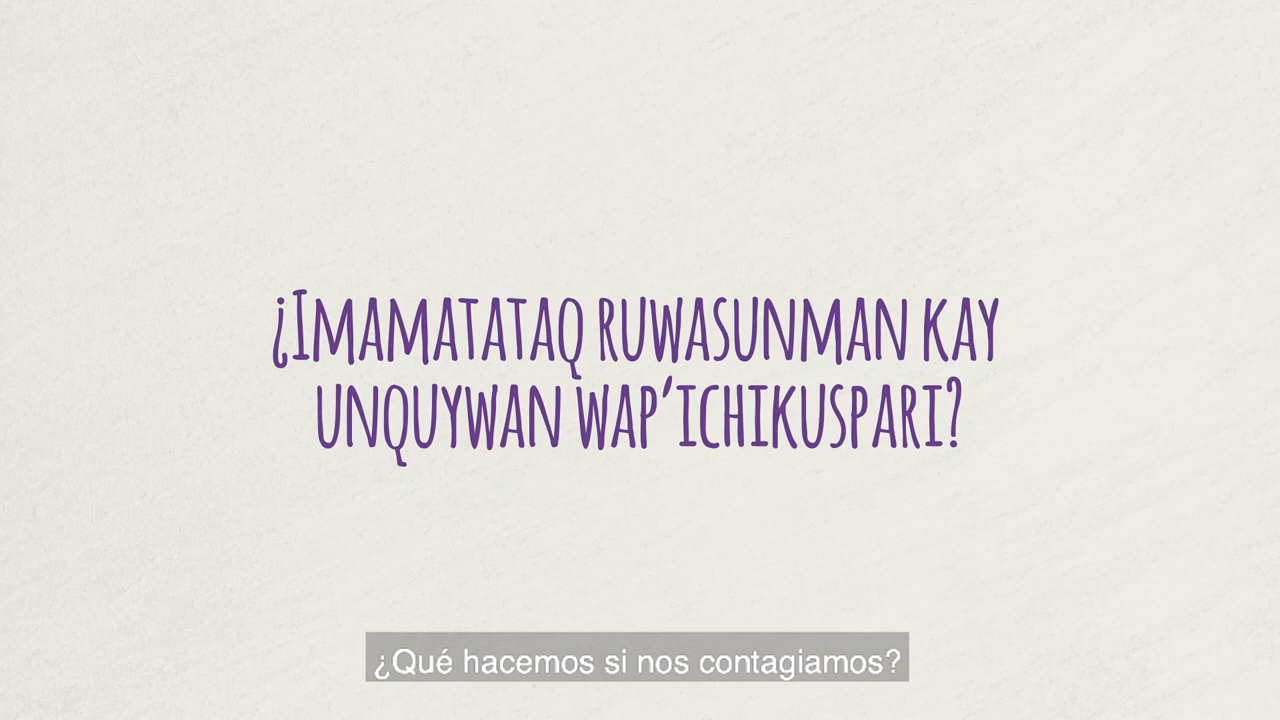 ¿Imamatataq ruwasunman kay
unquywan wap'ichikuspari?
¿Qué hacemos si nos contagiamos?